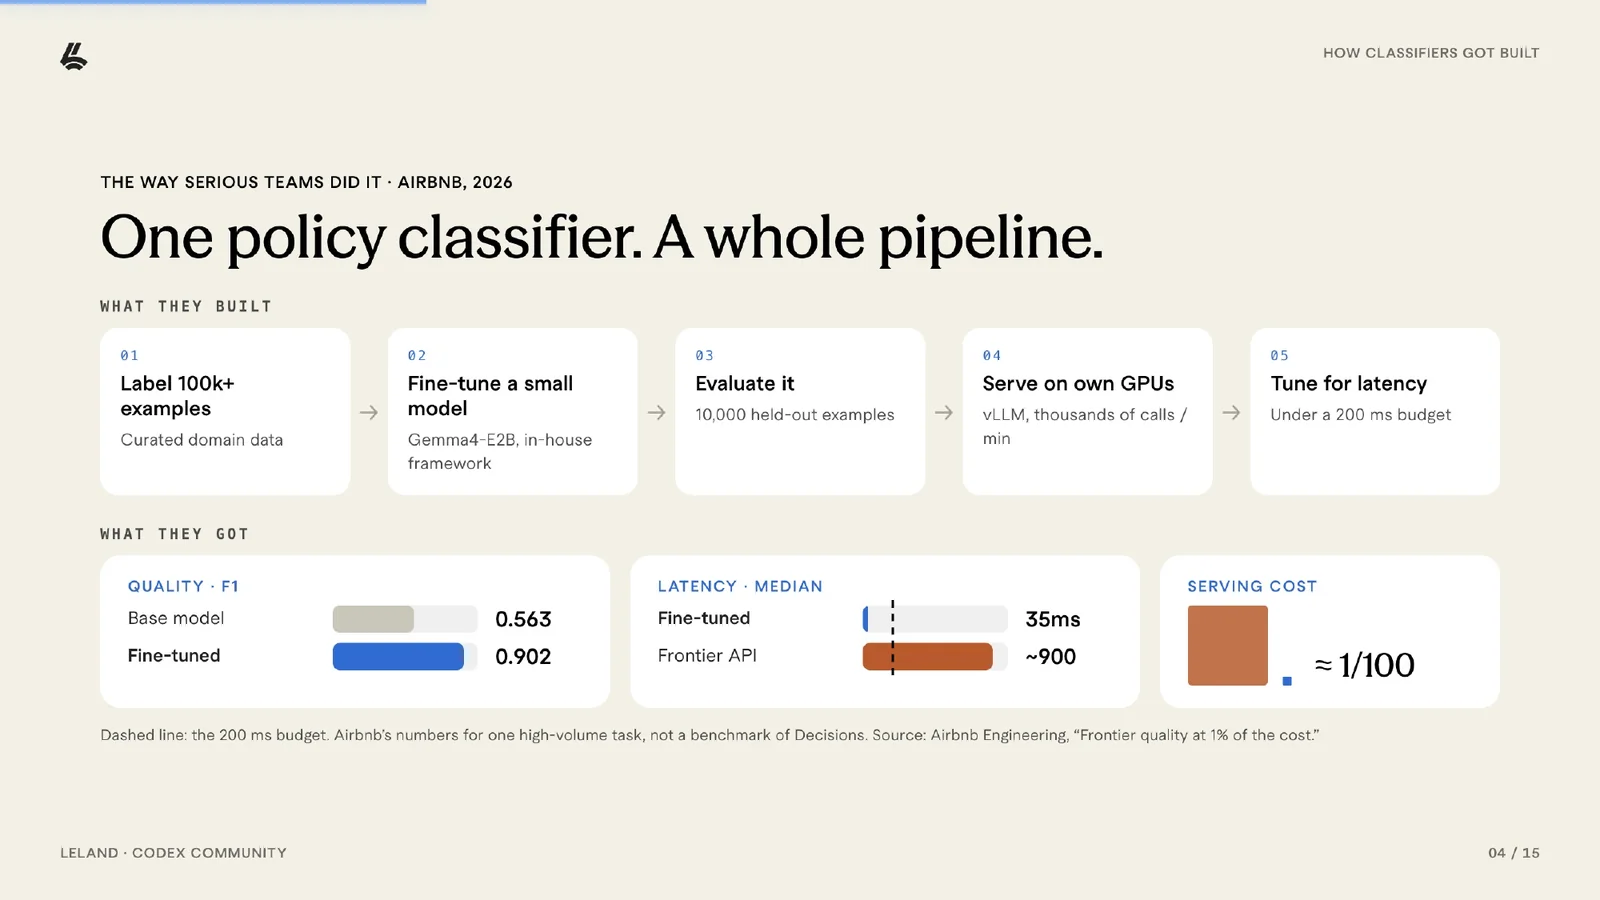 HOW CLASSIFIERS GOT BUILT
THE WAY SERIOUS TEAMS DID IT · AIRBNB, 2026
One policy classifier. A whole pipeline.
WHAT THEY BUILT
01
Label 100k+
examples
Curated domain data
→
02
Fine-tune a small
model
Gemma4-E2B, in-house
framework
→
03
Evaluate it
10,000 held-out examples
→
04
Serve on own GPUs
vLLM, thousands of calls /
min
→
05
Tune for latency
Under a 200 ms budget
WHAT THEY GOT
QUALITY · F1
Base model 0.563
Fine-tuned 0.902
LATENCY · MEDIAN
Fine-tuned 35ms
Frontier API ~900
SERVING COST
≈ 1/100
Dashed line: the 200 ms budget. Airbnb’s numbers for one high-volume task, not a benchmark of Decisions. Source: Airbnb Engineering, “Frontier quality at 1% of the cost.”
LELAND · CODEX COMMUNITY
04 / 15